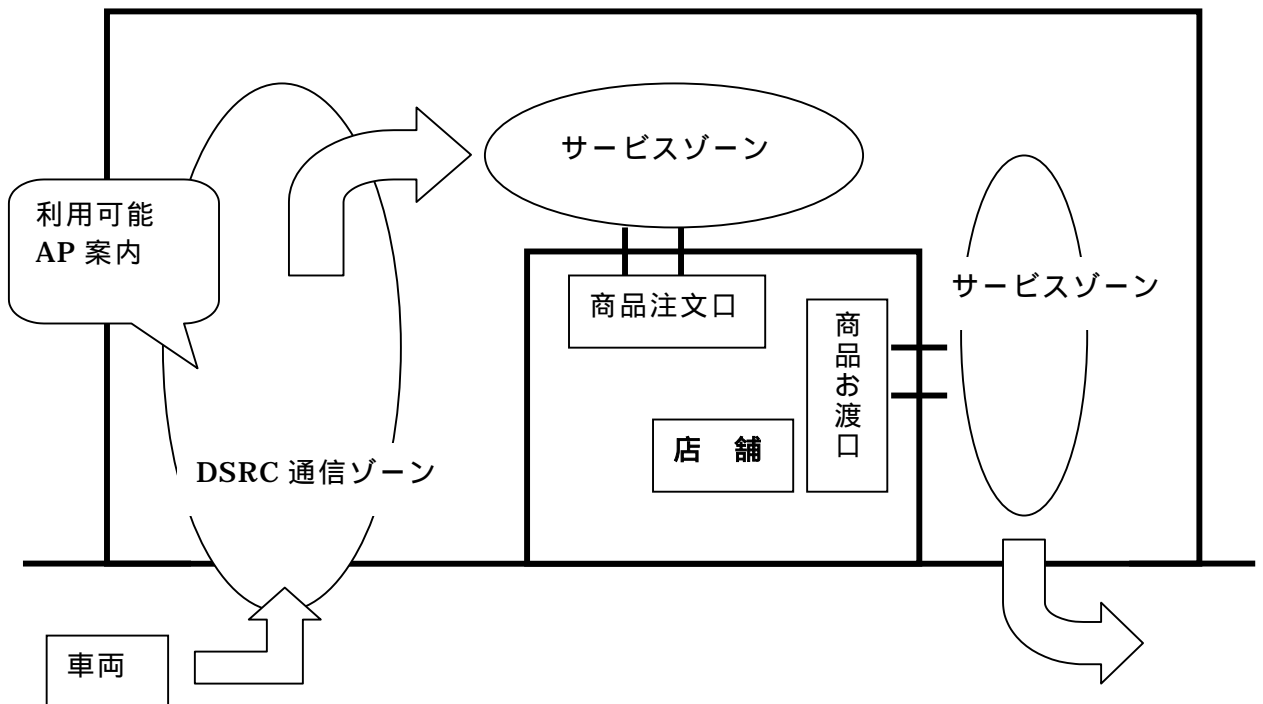 サービスゾーン
利用可能
AP 案内
サービスゾーン
商品注文口
商品お渡口
店 舗
DSRC 通信ゾーン
車両